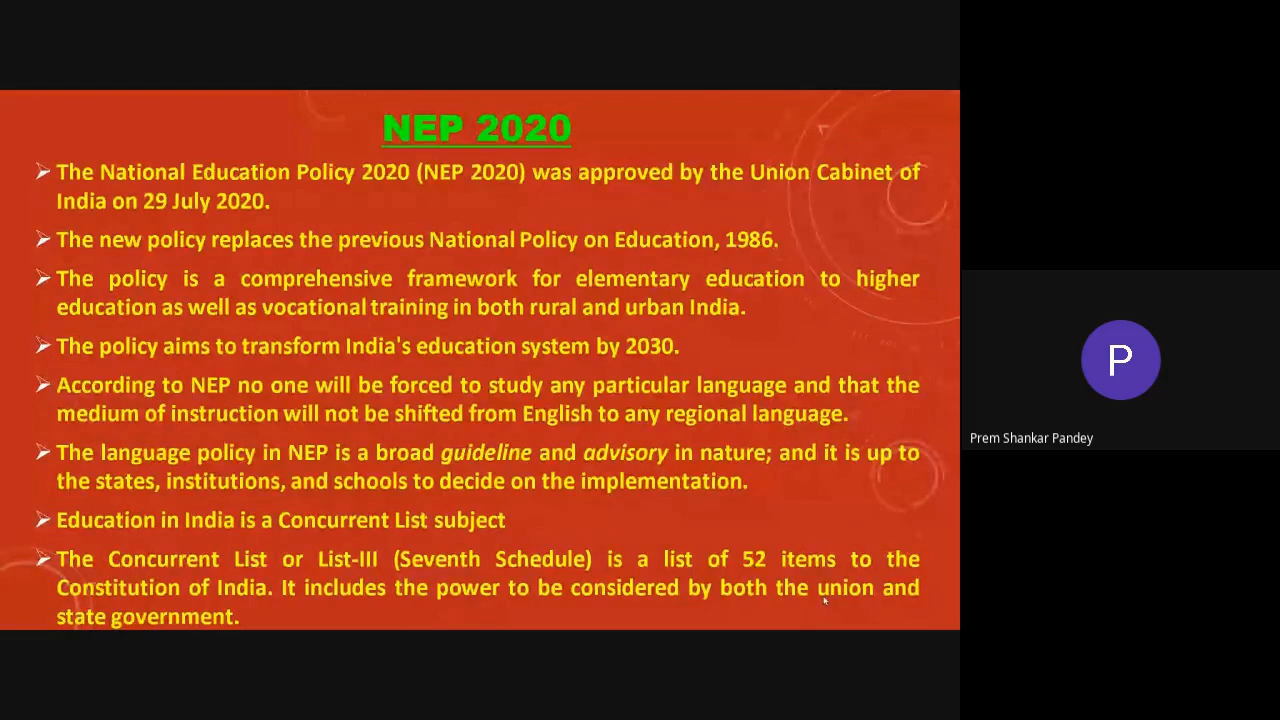 NEP 2020
The National Education Policy 2020 (NEP 2020) was approved by the Union Cabinet of
India on 29 July 2020.
The new policy replaces the previous National Policy on Education, 1986.
The policy is a comprehensive framework for elementary education to higher
education as well as vocational training in both rural and urban India.
The policy aims to transform India's education system by 2030.
According to NEP no one will be forced to study any particular language and that the
medium of instruction will not be shifted from English to any regional language.
The language policy in NEP is a broad guideline and advisory in nature; and it is up to
the states, institutions, and schools to decide on the implementation.
Education in India is a Concurrent List subject
The Concurrent List or List-III (Seventh Schedule) is a list of 52 items to the
Constitution of India. It includes the power to be considered by both the union and
state government.
P
Prem Shankar Pandey